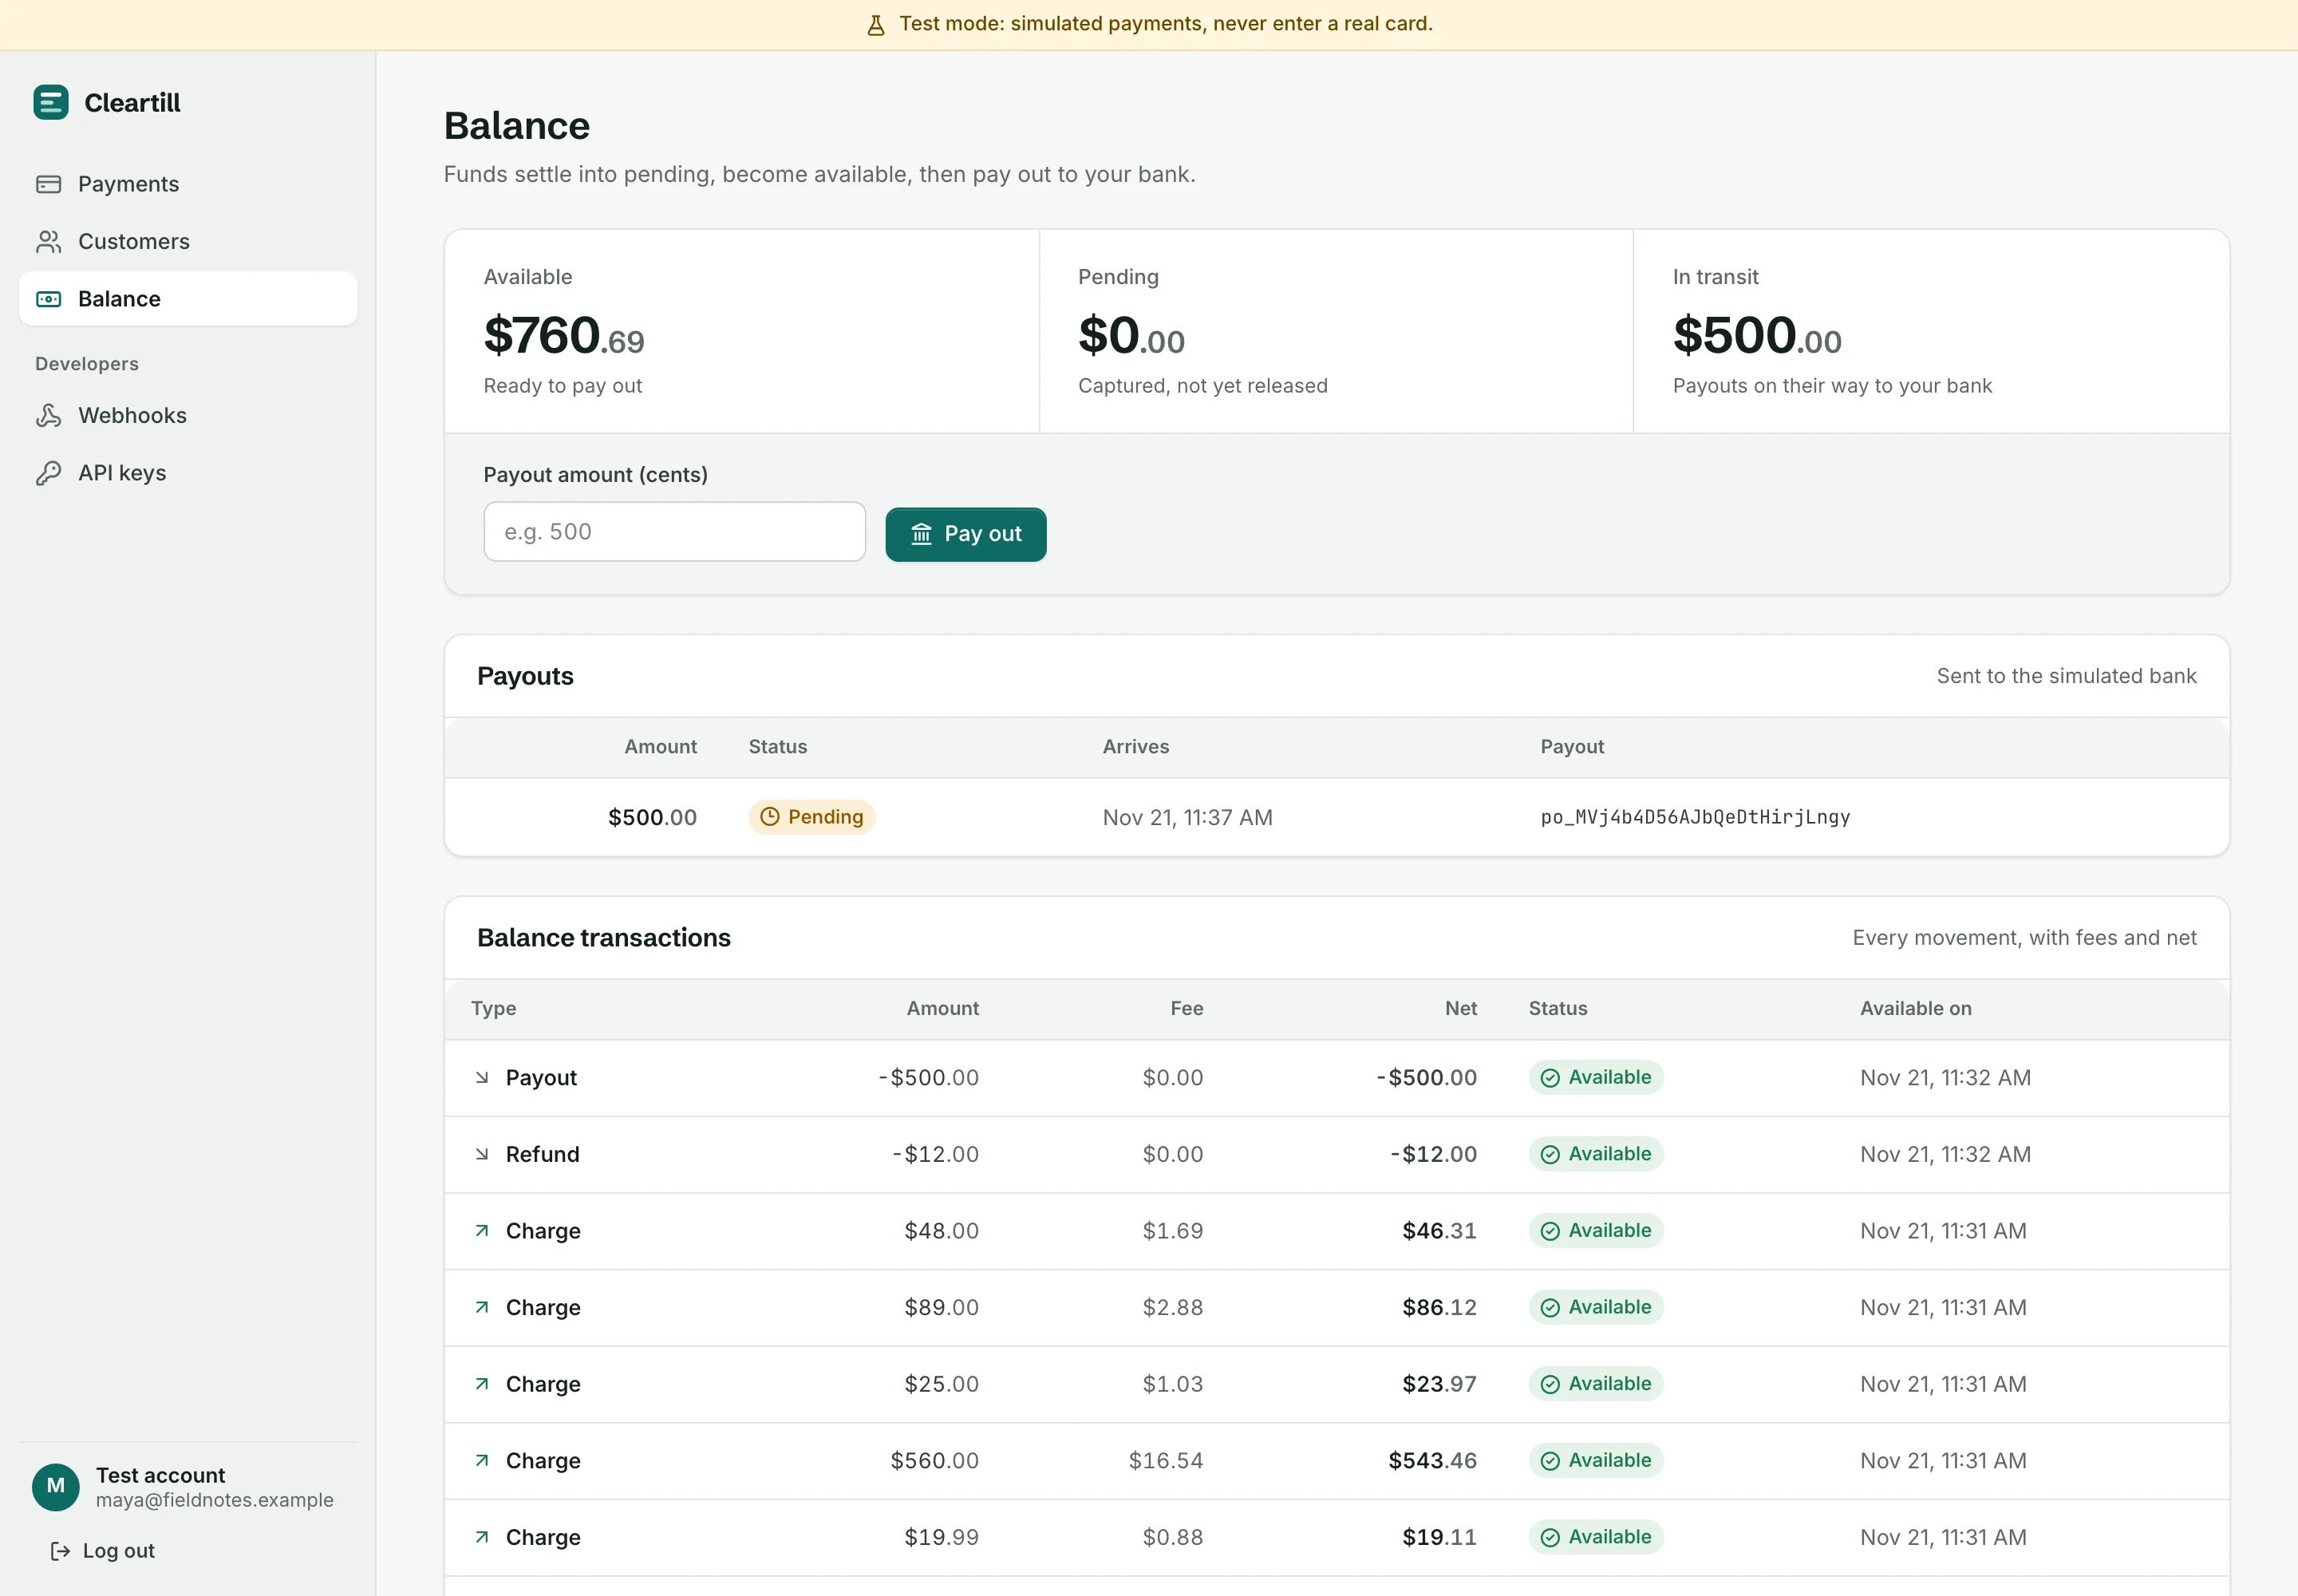 Test mode: simulated payments, never enter a real card.
Cleartill
Payments
Customers
Balance
Developers
Webhooks
API keys
M
Test account
maya@fieldnotes.example
Log out
Balance
Funds settle into pending, become available, then pay out to your bank.
Available
$760.69
Ready to pay out
Pending
$0.00
Captured, not yet released
In transit
$500.00
Payouts on their way to your bank
Payout amount (cents)
e.g. 500
Pay out
Payouts
Sent to the simulated bank
Amount Status Arrives Payout
$500.00 Pending Nov 21, 11:37 AM po_MVj4b4D56AJbQeDtHirjLngy
Balance transactions
Every movement, with fees and net
Type Amount Fee Net Status Available on
Payout -$500.00 $0.00 -$500.00 Available Nov 21, 11:32 AM
Refund -$12.00 $0.00 -$12.00 Available Nov 21, 11:32 AM
Charge $48.00 $1.69 $46.31 Available Nov 21, 11:31 AM
Charge $89.00 $2.88 $86.12 Available Nov 21, 11:31 AM
Charge $25.00 $1.03 $23.97 Available Nov 21, 11:31 AM
Charge $560.00 $16.54 $543.46 Available Nov 21, 11:31 AM
Charge $19.99 $0.88 $19.11 Available Nov 21, 11:31 AM